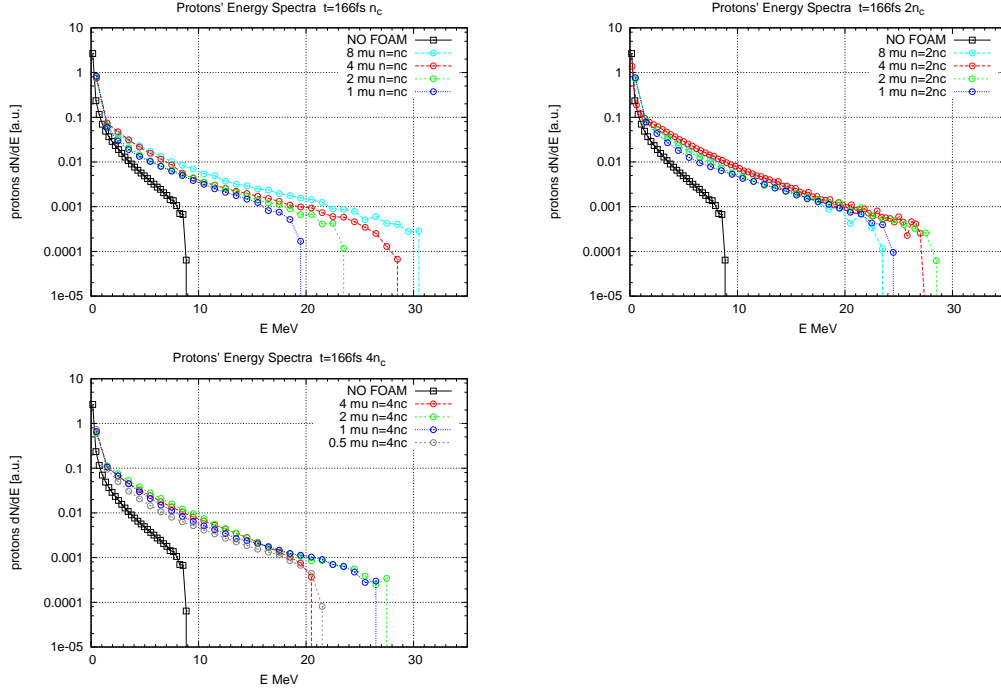 Protons' Energy Spectra t=166fs n_c
protons dN/dE [a.u.]
10
1
0.1
0.01
0.001
0.0001
1e-05
0 10 20 30
E MeV
NO FOAM
8 mu n=nc
4 mu n=nc
2 mu n=nc
1 mu n=nc
Protons' Energy Spectra t=166fs 2n_c
protons dN/dE [a.u.]
10
1
0.1
0.01
0.001
0.0001
1e-05
0 10 20 30
E MeV
NO FOAM
8 mu n=2nc
4 mu n=2nc
2 mu n=2nc
1 mu n=2nc
Protons' Energy Spectra t=166fs 4n_c
protons dN/dE [a.u.]
10
1
0.1
0.01
0.001
0.0001
1e-05
0 10 20 30
E MeV
NO FOAM
4 mu n=4nc
2 mu n=4nc
1 mu n=4nc
0.5 mu n=4nc